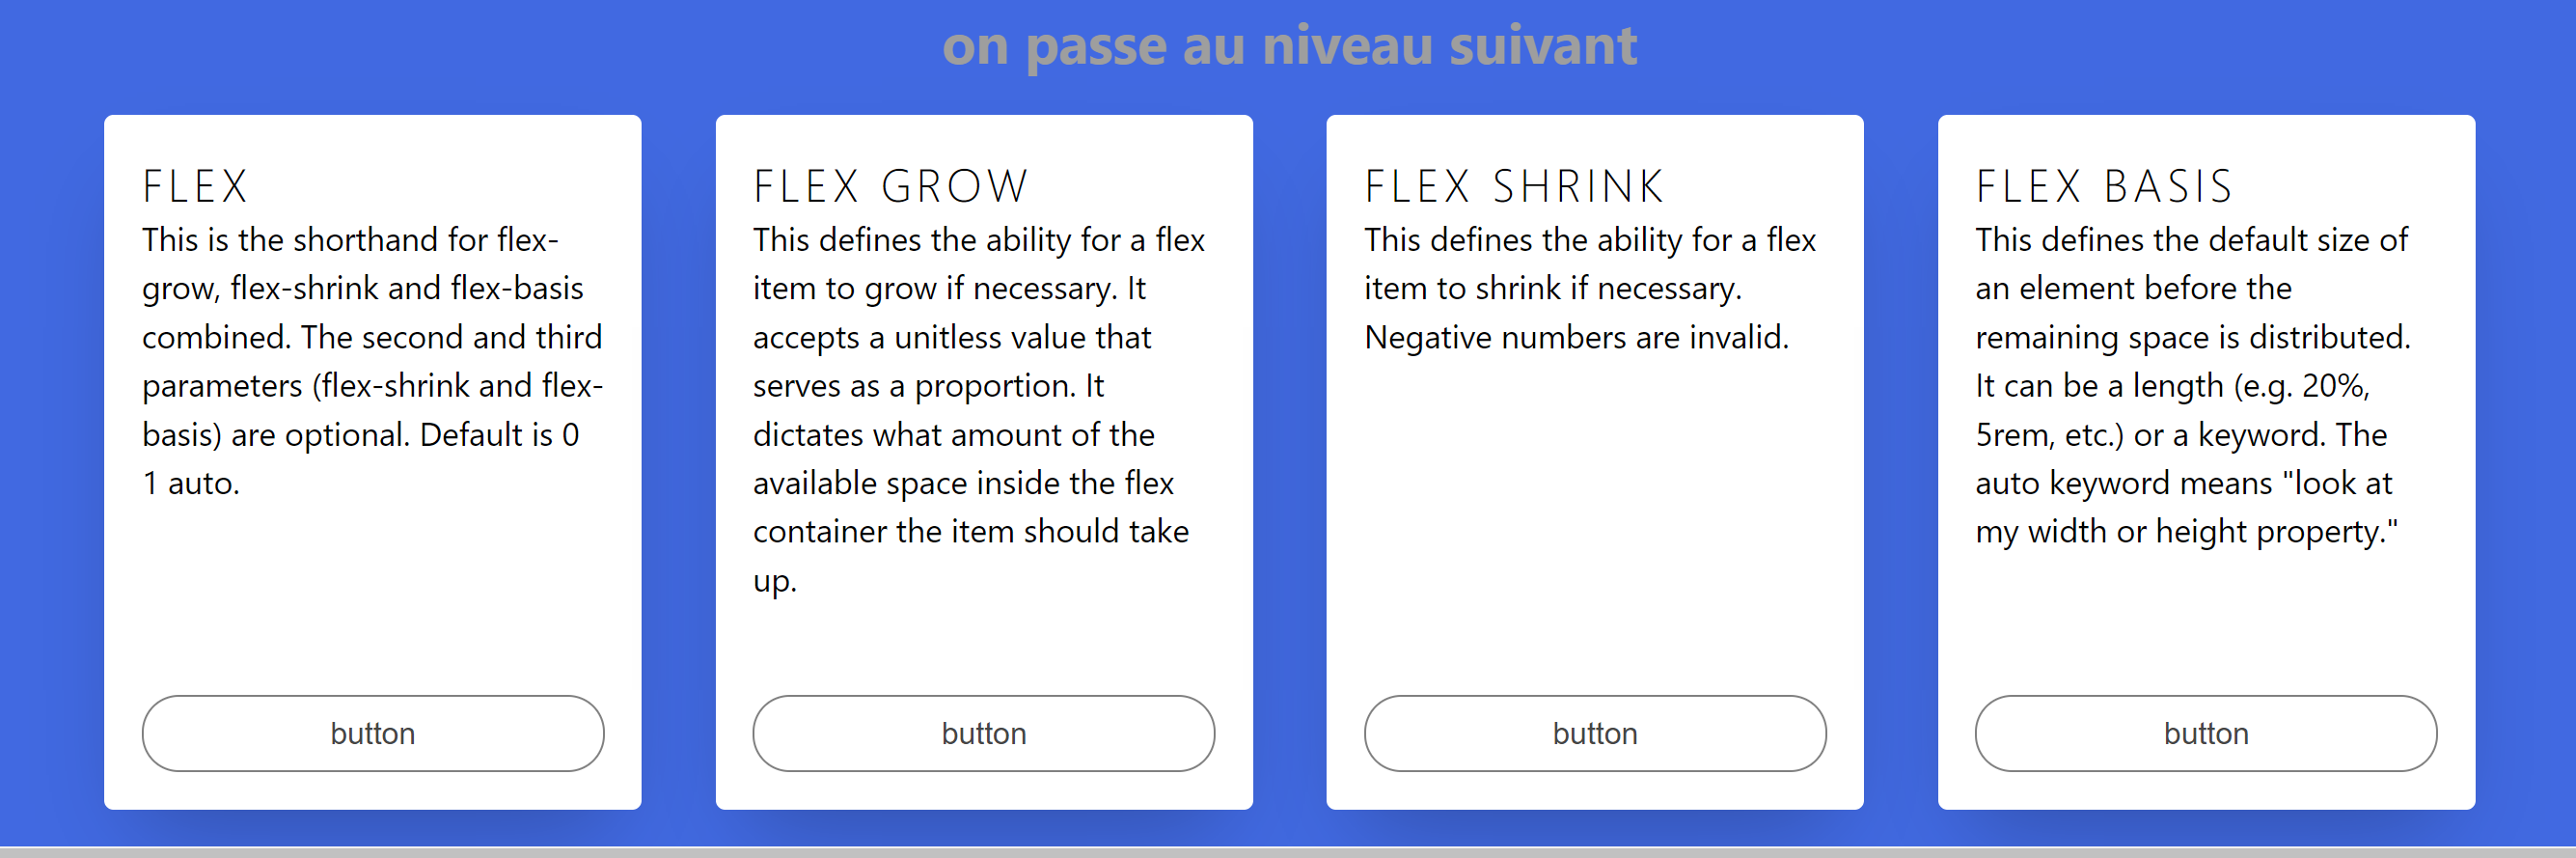 on passe au niveau suivant
FLEX
This is the shorthand for flex-
grow, flex-shrink and flex-basis
combined. The second and third
parameters (flex-shrink and flex-
basis) are optional. Default is 0
1 auto.
button
FLEX GROW
This defines the ability for a flex
item to grow if necessary. It
accepts a unitless value that
serves as a proportion. It
dictates what amount of the
available space inside the flex
container the item should take
up.
button
FLEX SHRINK
This defines the ability for a flex
item to shrink if necessary.
Negative numbers are invalid.
button
FLEX BASIS
This defines the default size of
an element before the
remaining space is distributed.
It can be a length (e.g. 20%,
5rem, etc.) or a keyword. The
auto keyword means "look at
my width or height property."
button